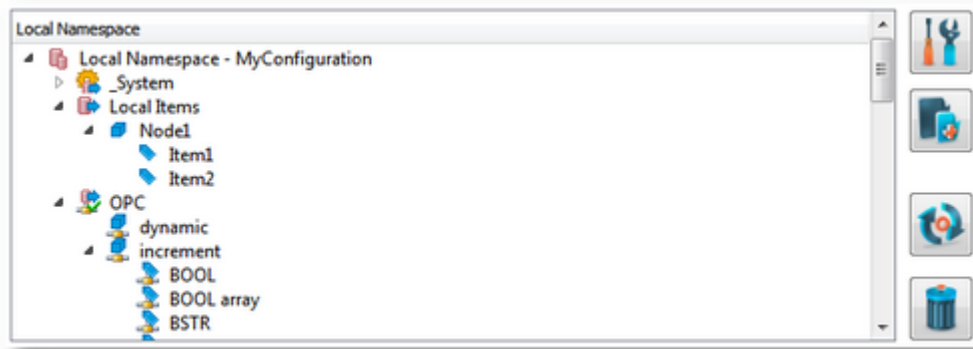 Local Namespace
Local Namespace - MyConfiguration
_System
Local Items
Node1
Item1
Item2
OPC
dynamic
increment
BOOL
BOOL array
BSTR